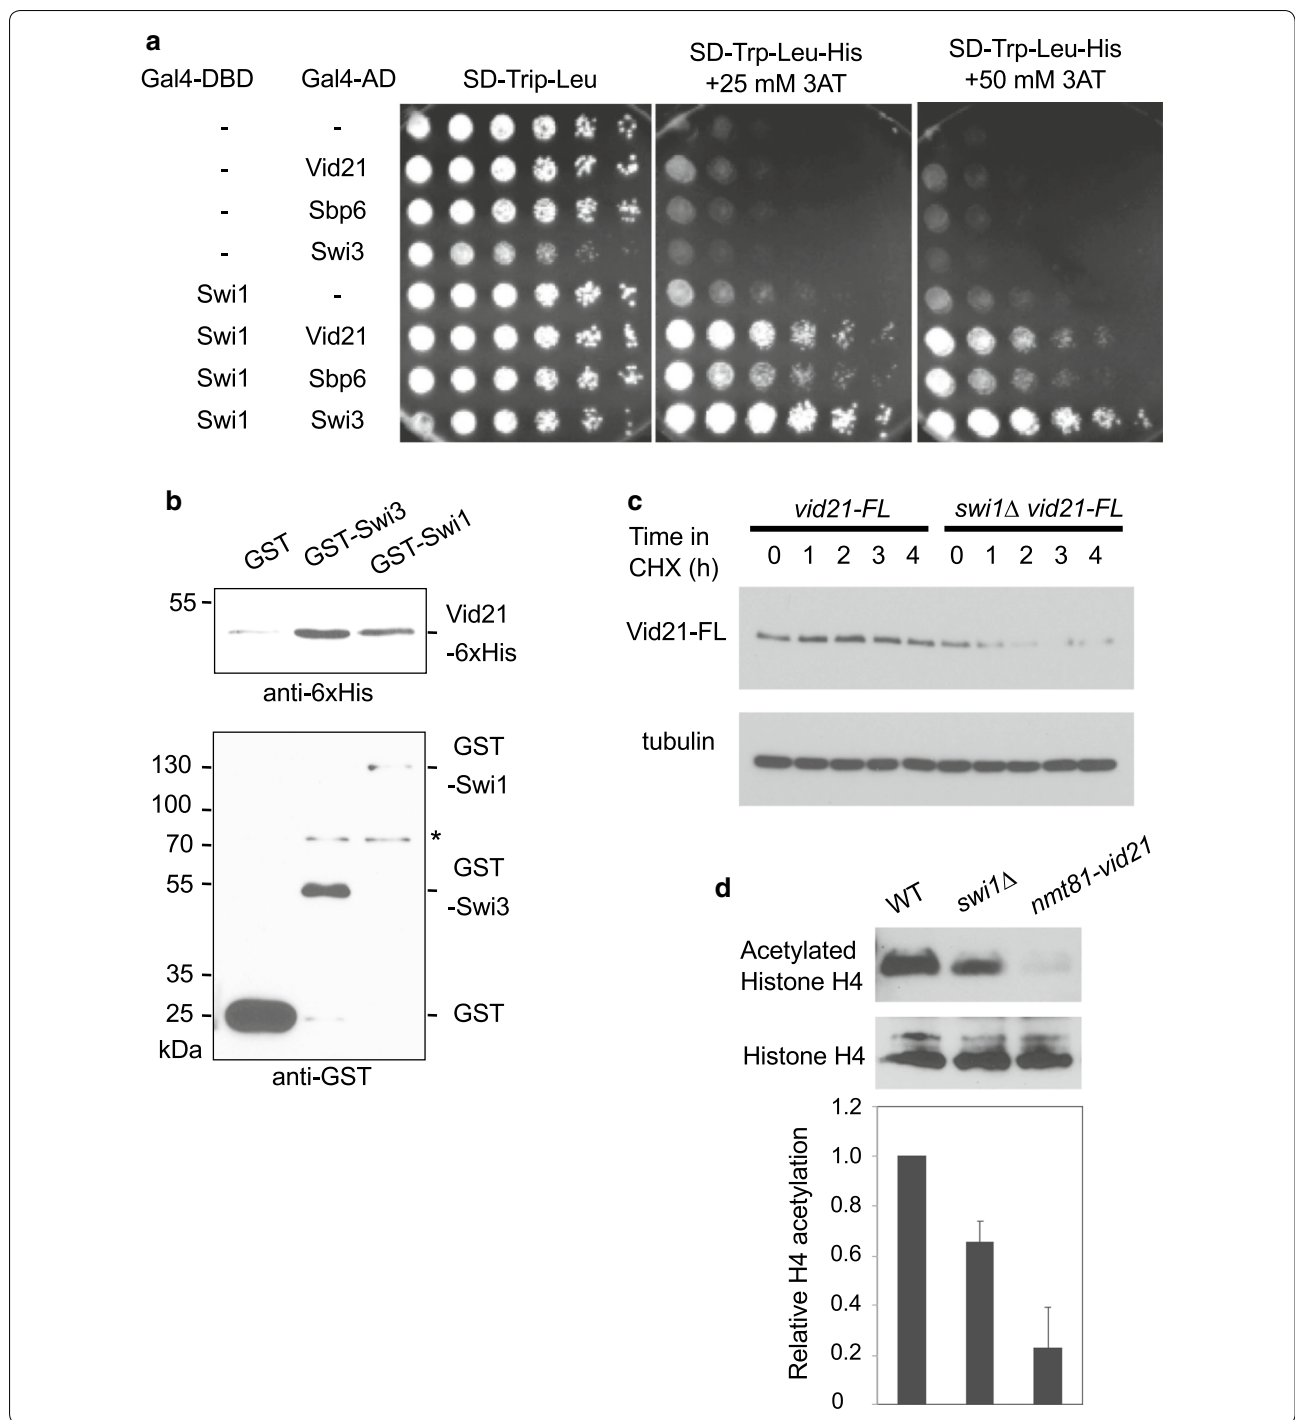 a
Gal4-DBD Gal4-AD SD-Trip-Leu SD-Trp-Leu-His +25 mM 3AT SD-Trp-Leu-His +50 mM 3AT
- -
- Vid21
- Sbp6
- Swi3
Swi1 -
Swi1 Vid21
Swi1 Sbp6
Swi1 Swi3
b
GST GST-Swi3 GST-Swi1
55
Vid21
-6xHis
anti-6xHis
130
100
70
55
35
25
kDa
GST
-Swi1
*
GST
-Swi3
GST
anti-GST
c
vid21-FL swi1Δ vid21-FL
Time in
CHX (h)
0 1 2 3 4 0 1 2 3 4
Vid21-FL
tubulin
d
WT swi1Δ nmt81-vid21
Acetylated
Histone H4
Histone H4
Relative H4 acetylation
1.2
1.0
0.8
0.6
0.4
0.2
0